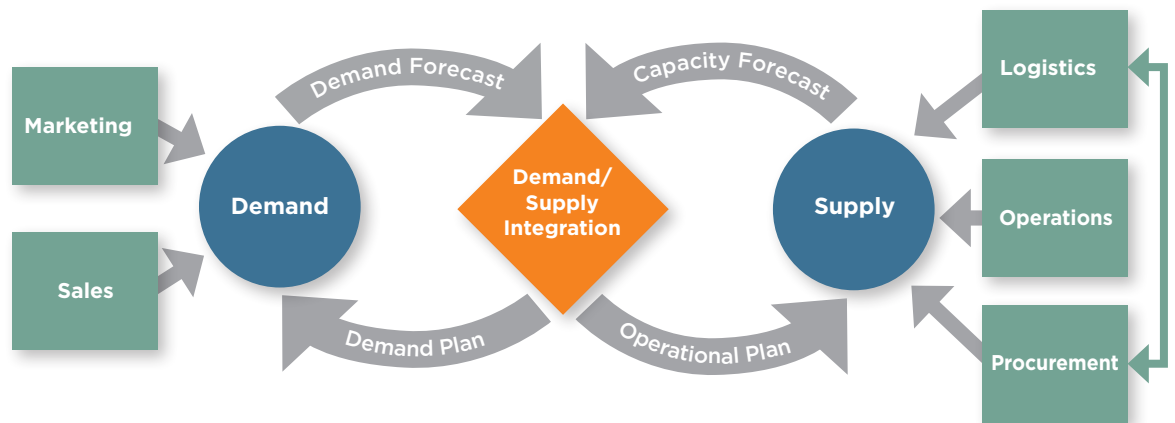 Marketing
Sales
Demand
Demand Forecast
Demand Plan
Demand/
Supply
Integration
Capacity Forecast
Operational Plan
Supply
Logistics
Operations
Procurement